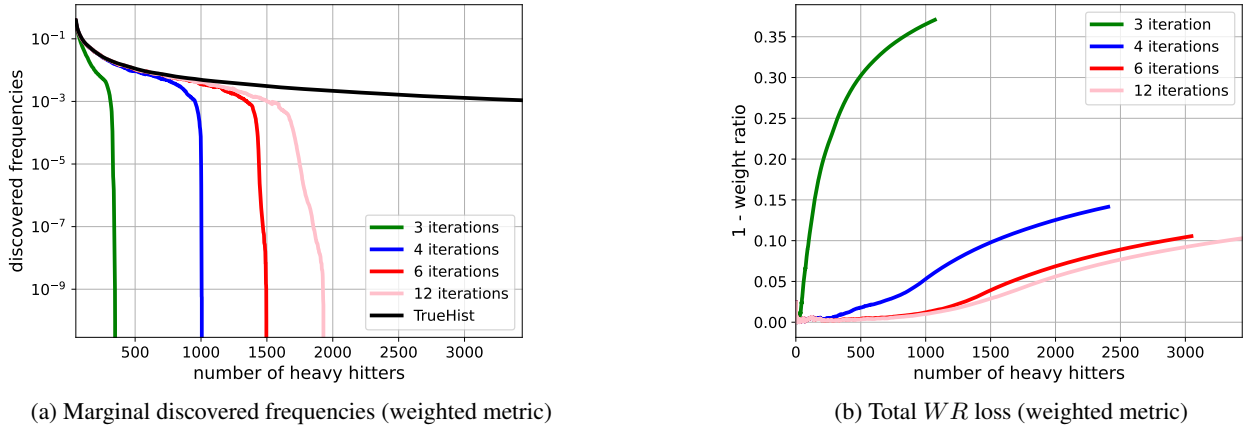 10⁻¹
10⁻³
10⁻⁵
10⁻⁷
10⁻⁹
discovered frequencies
3 iterations
4 iterations
6 iterations
12 iterations
TrueHist
500 1000 1500 2000 2500 3000
number of heavy hitters
(a) Marginal discovered frequencies (weighted metric)
0.35
0.30
0.25
0.20
0.15
0.10
0.05
0.00
1 - weight ratio
3 iteration
4 iterations
6 iterations
12 iterations
0 500 1000 1500 2000 2500 3000
number of heavy hitters
(b) Total WR loss (weighted metric)